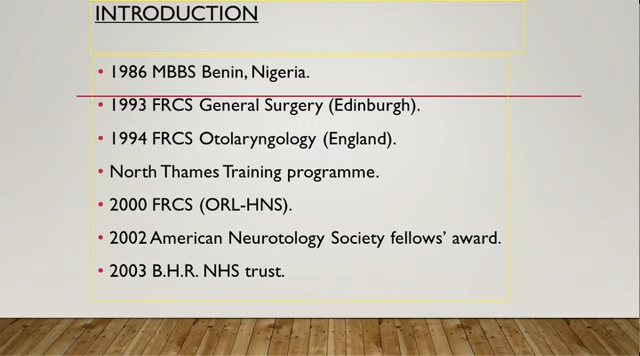 INTRODUCTION
• 1986 MBBS Benin, Nigeria.
• 1993 FRCS General Surgery (Edinburgh).
• 1994 FRCS Otolaryngology (England).
• North Thames Training programme.
• 2000 FRCS (ORL-HNS).
• 2002 American Neurotology Society fellows’ award.
• 2003 B.H.R. NHS trust.